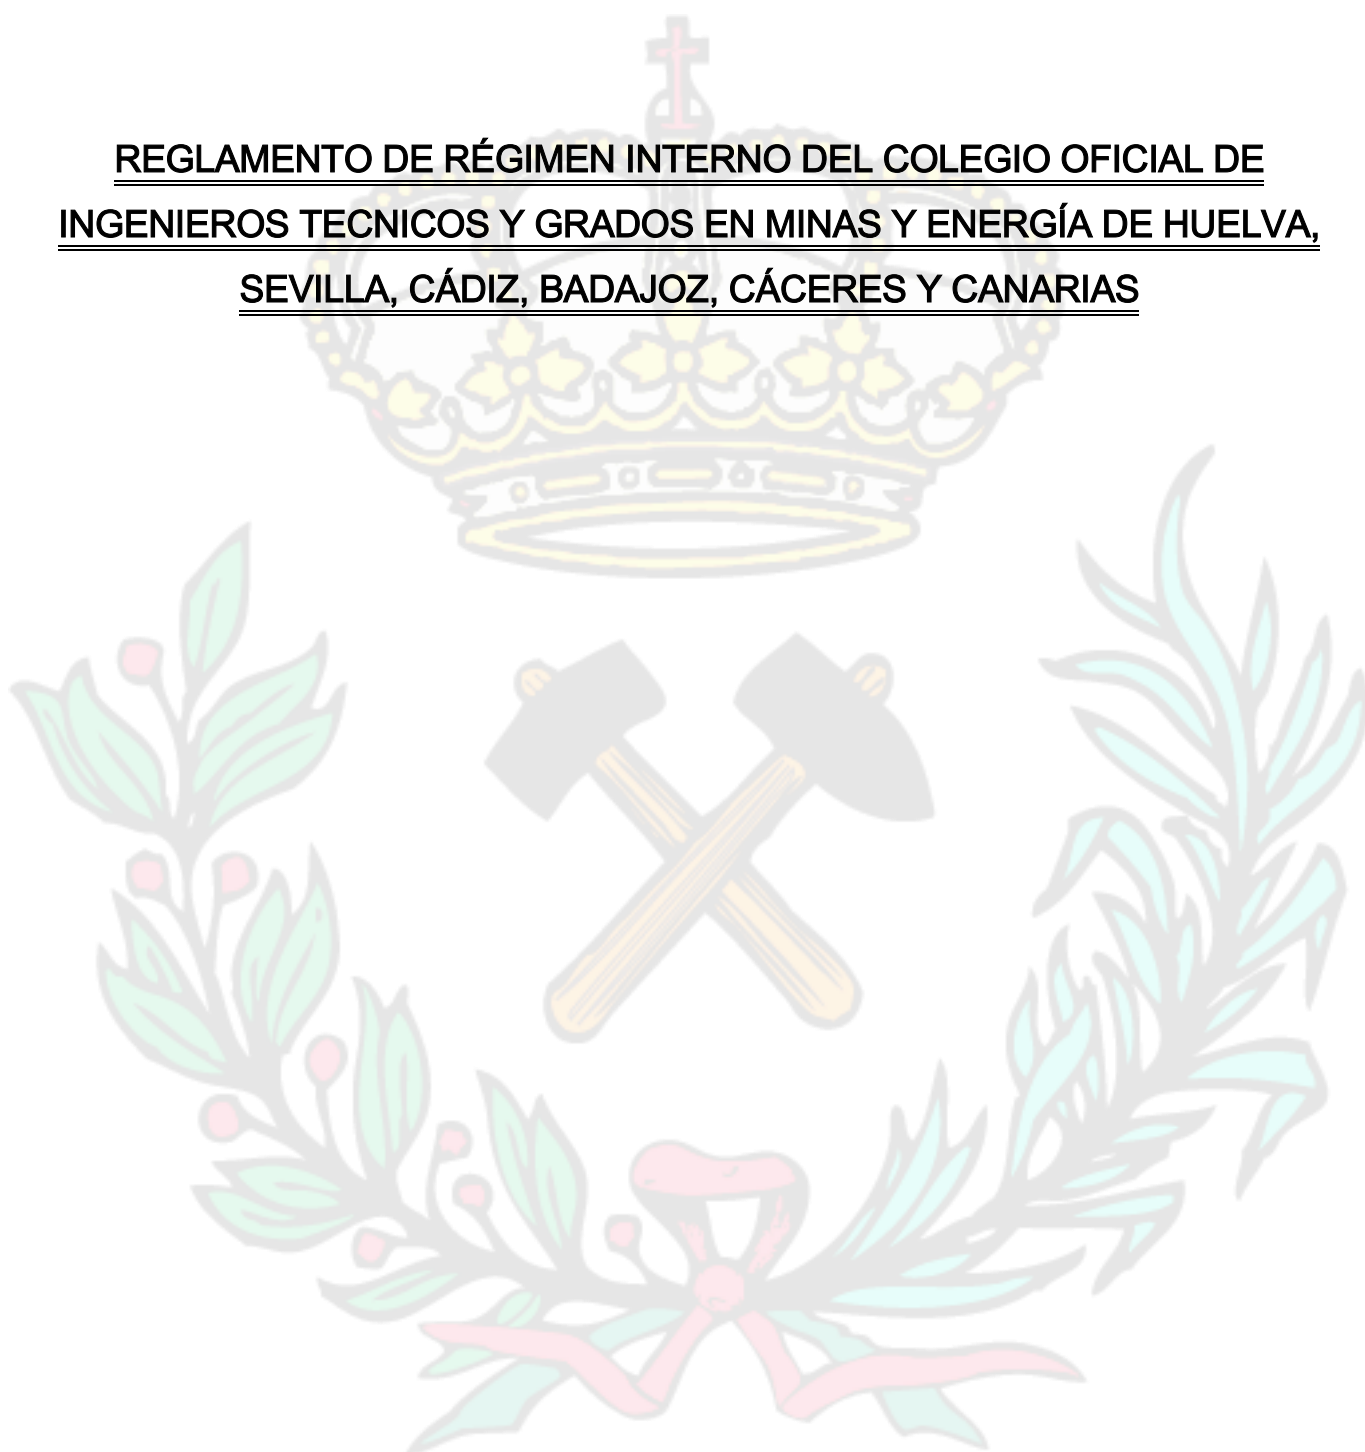 REGLAMENTO DE RÉGIMEN INTERNO DEL COLEGIO OFICIAL DE
INGENIEROS TECNICOS Y GRADOS EN MINAS Y ENERGÍA DE HUELVA,
SEVILLA, CÁDIZ, BADAJOZ, CÁCERES Y CANARIAS